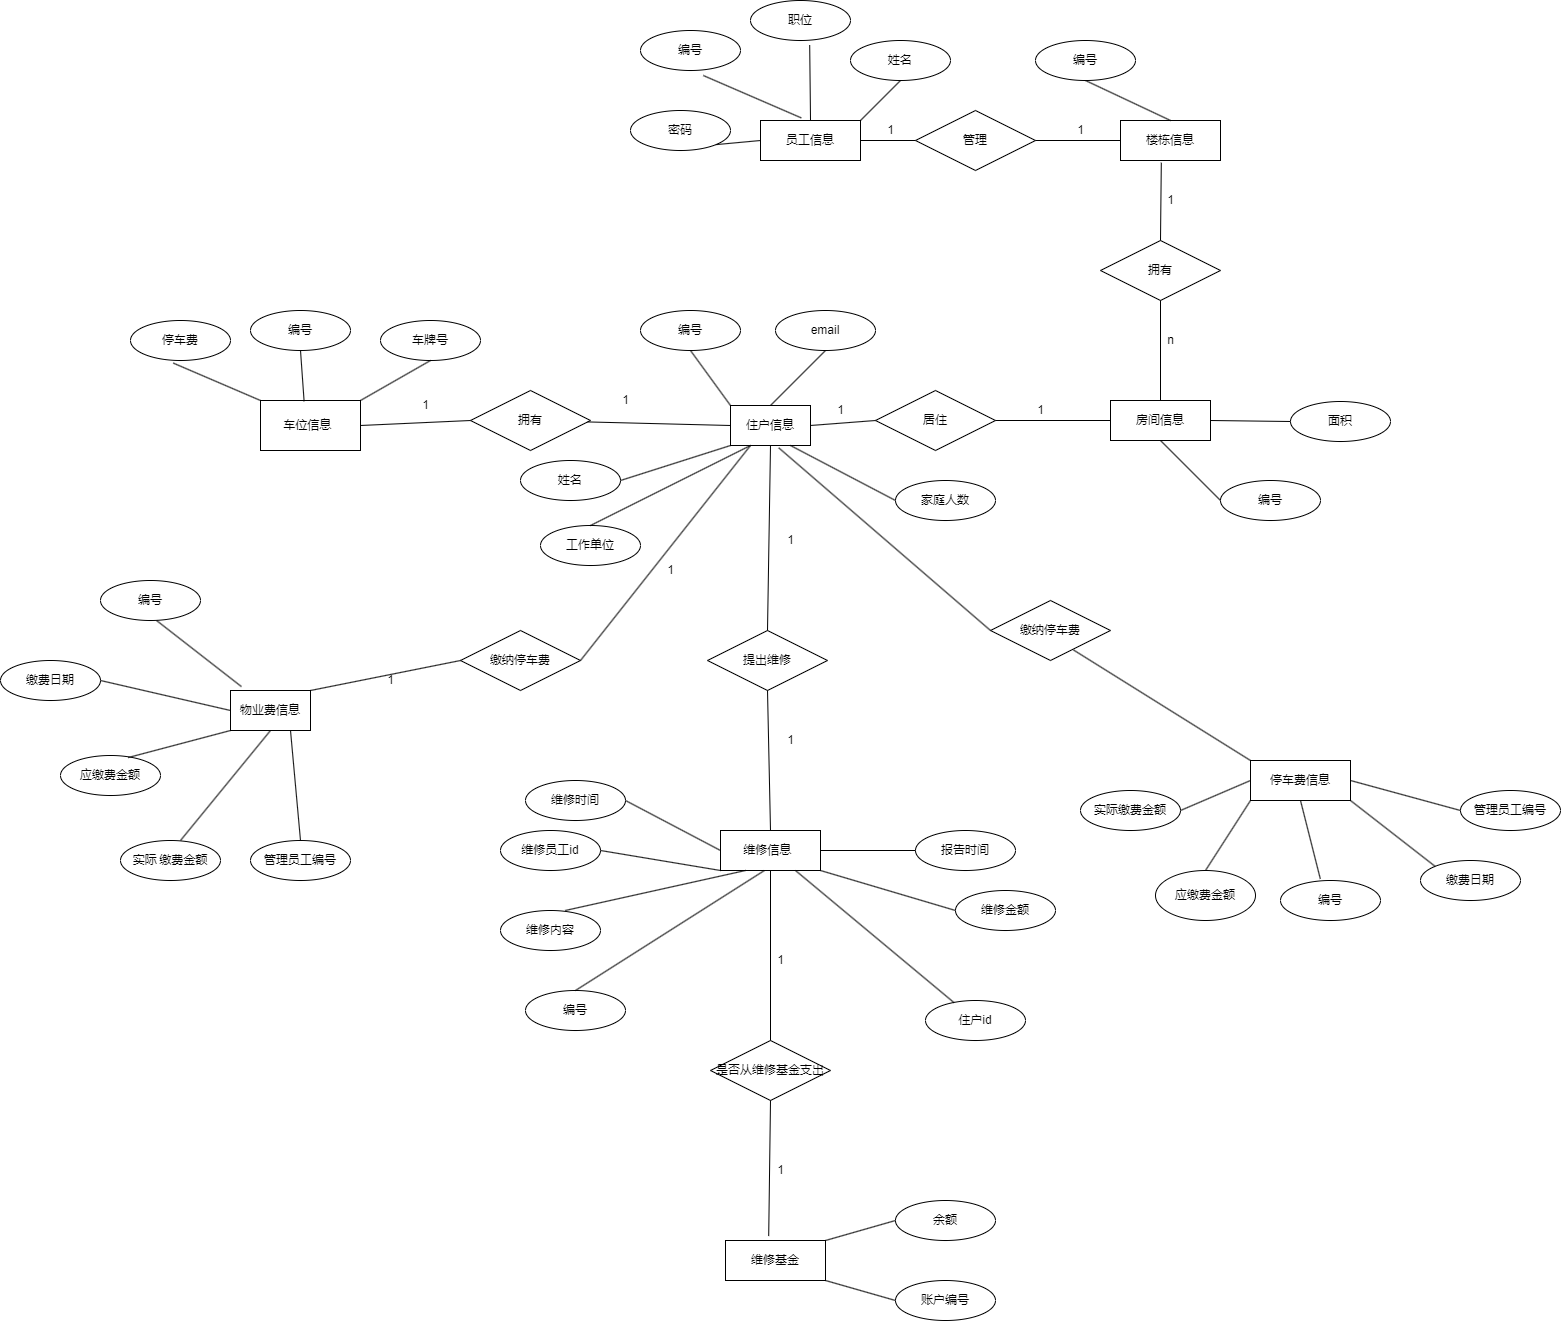 职位
编号
姓名
编号
密码
员工信息
1
管理
1
楼栋信息
1
拥有
n
停车费
编号
车牌号
编号
email
车位信息
1
拥有
1
住户信息
1
居住
1
房间信息
面积
姓名
家庭人数
编号
工作单位
1
1
编号
缴纳停车费
提出维修
缴纳停车费
缴费日期
1
物业费信息
1
应缴费金额
停车费信息
维修时间
实际缴费金额
管理员工编号
实际 缴费金额
管理员工编号
维修员工id
维修信息
报告时间
应缴费金额
编号
缴费日期
维修内容
维修金额
1
编号
住户id
是否从维修基金支出
1
余额
维修基金
账户编号